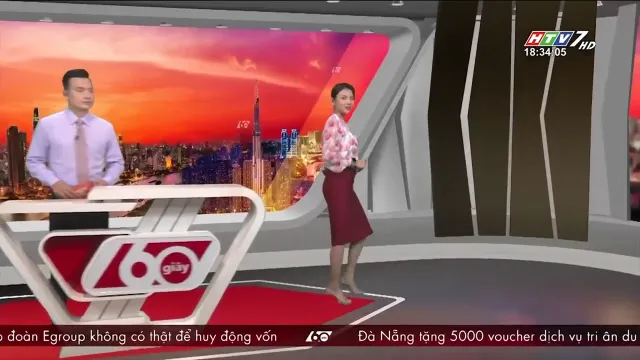 HTV7 HD
18:34:05
60
giây
đoàn Egroup không có thật để huy động vốn 60 Đà Nẵng tặng 5000 voucher dịch vụ tri ân du